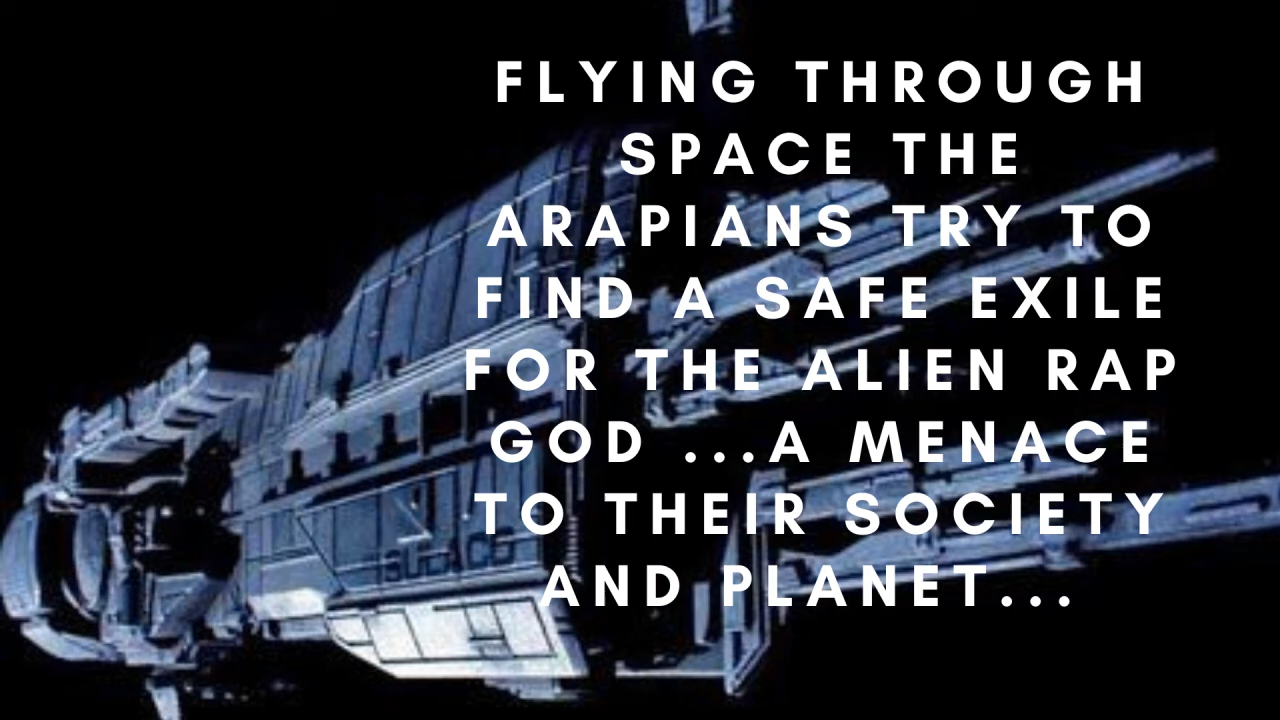 FLYING THROUGH
SPACE THE
ARAPIANS TRY TO
FIND A SAFE EXILE
FOR THE ALIEN RAP
GOD ...A MENACE
TO THEIR SOCIETY
AND PLANET...